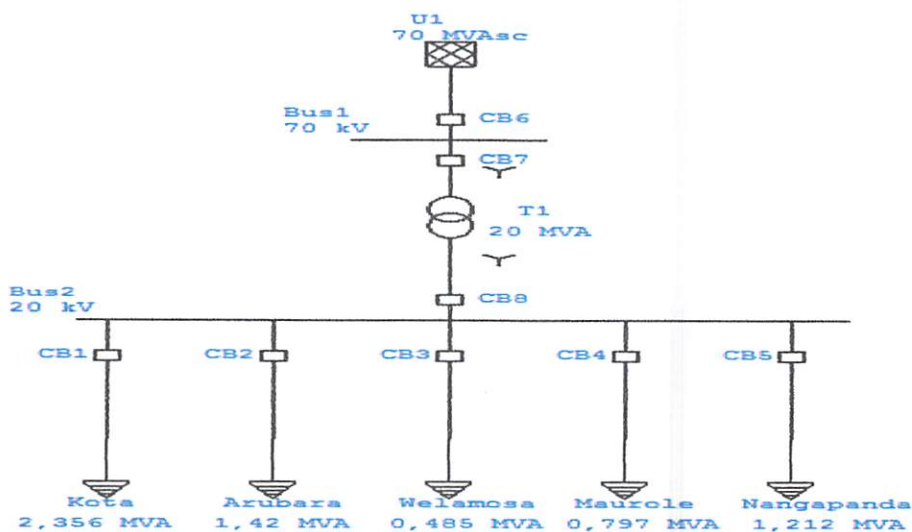 U1
70 MVAsc
CB6
Bus1
70 kV
CB7
T1
20 MVA
Bus2
20 kV
CB8
CB1
CB2
CB3
CB4
CB5
Kota
2,356 MVA
Arubara
1,42 MVA
Welamosa
0,485 MVA
Maurole
0,797 MVA
Nangapanda
1,212 MVA